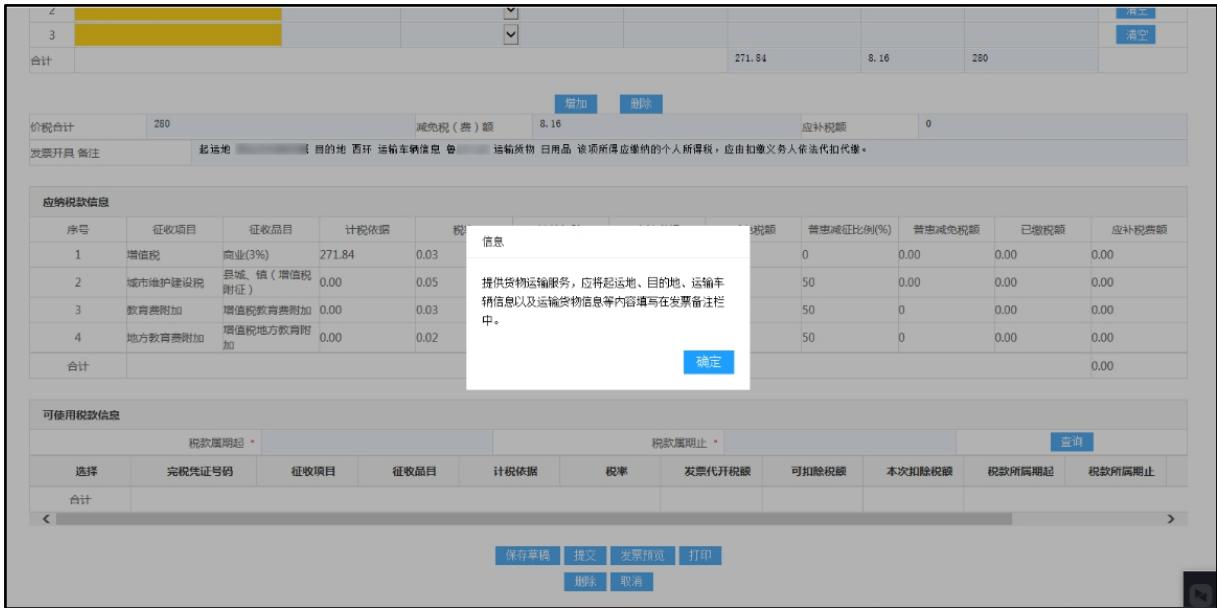 2 清空
3 清空
合计 271.84 8.16 280
增加 删除
价税合计 280 减免税（费）额 8.16 应补税额 0
发票开具 备注 起运地 目的地 西环 运输车辆信息 鲁 运输货物 日用品 该项所得应缴纳的个人所得税，应由扣缴义务人依法代扣代缴。
应纳税款信息
序号 征收项目 征收品目 计税依据 税 税额 普惠减征比例(%) 普惠减免税额 已缴税额 应补税费额
1 增值税 商业(3%) 271.84 0.03 0 0.00 0.00 0.00
2 城市维护建设税 县城、镇（增值税附征） 0.00 0.05 50 0.00 0.00 0.00
3 教育费附加 增值税教育费附加 0.00 0.03 50 0 0.00 0.00
4 地方教育费附加 增值税地方教育附加 0.00 0.02 50 0 0.00 0.00
合计 0.00
信息
提供货物运输服务，应将起运地、目的地、运输车
辆信息以及运输货物信息等内容填写在发票备注栏
中。
确定
可使用税款信息
税款属期起 * 税款属期止 * 查询
选择 完税凭证号码 征收项目 征收品目 计税依据 税率 发票代开税额 可扣除税额 本次扣除税额 税款所属期起 税款所属期止
合计
保存草稿 提交 发票预览 打印
删除 取消